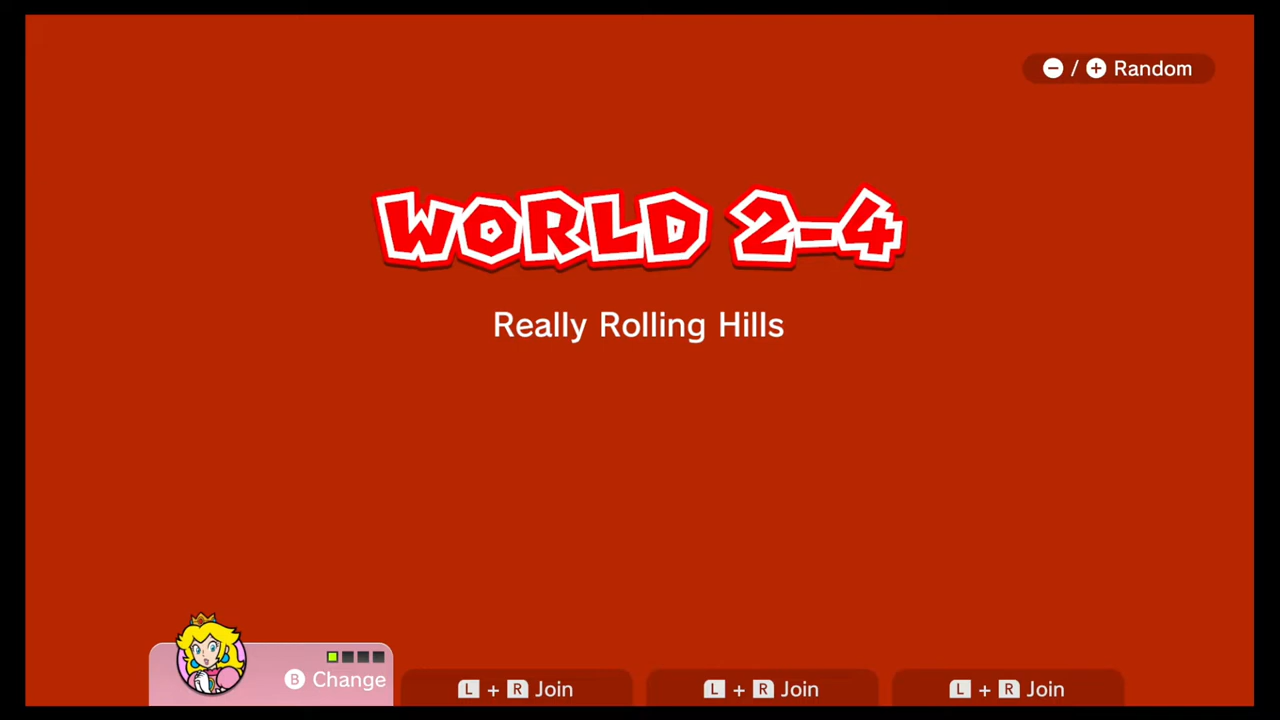 - / + Random
WORLD 2-4
Really Rolling Hills
B Change
L + R Join
L + R Join
L + R Join